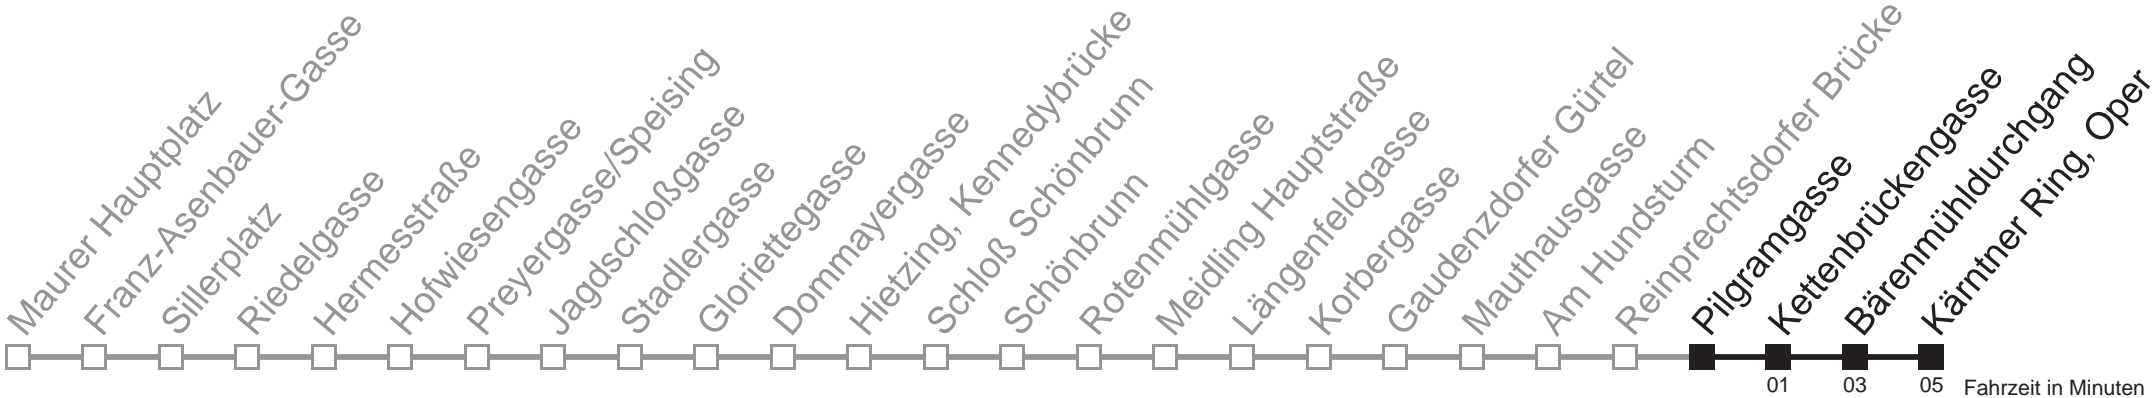 Maurer Hauptplatz
Franz-Asenbauer-Gasse
Sillerplatz
Riedelgasse
Hermesstraße
Hofwiesengasse
Preyergasse/Speising
Jagdschloßgasse
Stadlergasse
Gloriettegasse
Dommayergasse
Hietzing, Kennedybrücke
Schloß Schönbrunn
Schönbrunn
Rotenmühlgasse
Meidling Hauptstraße
Längenfeldgasse
Korbergasse
Gaudenzdorfer Gürtel
Mauthausgasse
Am Hundsturm
Reinprechtsdorfer Brücke
Pilgramgasse
Kettenbrückengasse
Bärenmühldurchgang
Kärntner Ring, Oper
01 03 05 Fahrzeit in Minuten